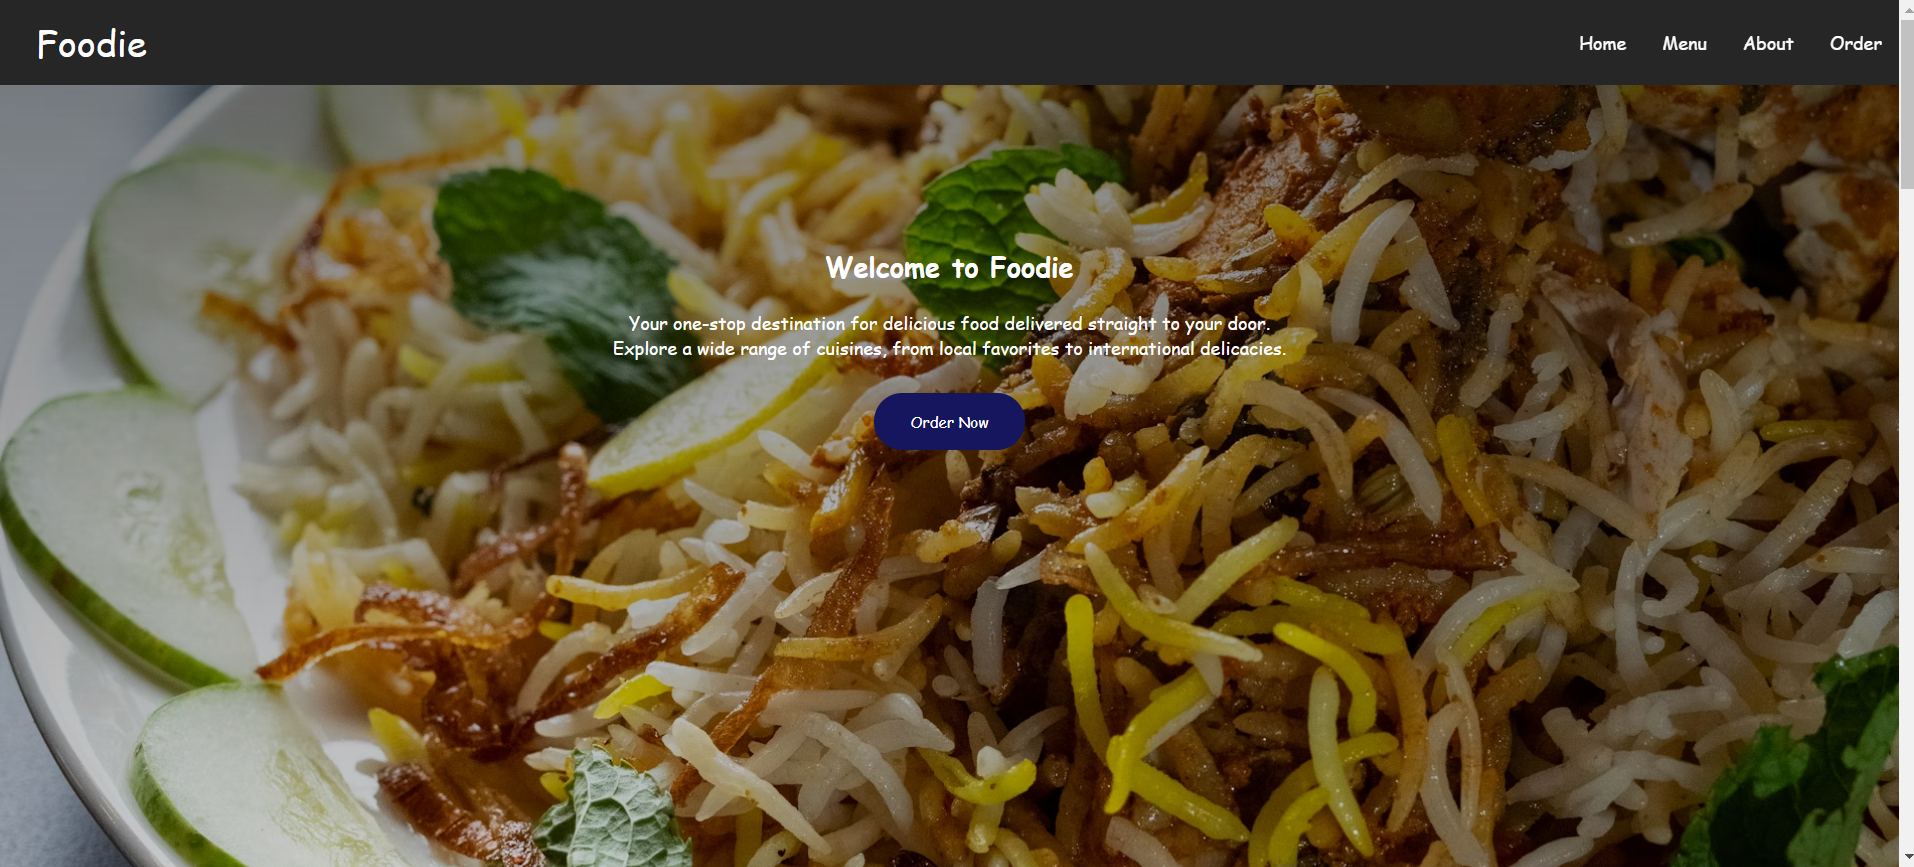 Foodie
Home Menu About Order
Welcome to Foodie
Your one-stop destination for delicious food delivered straight to your door.
Explore a wide range of cuisines, from local favorites to international delicacies.
Order Now